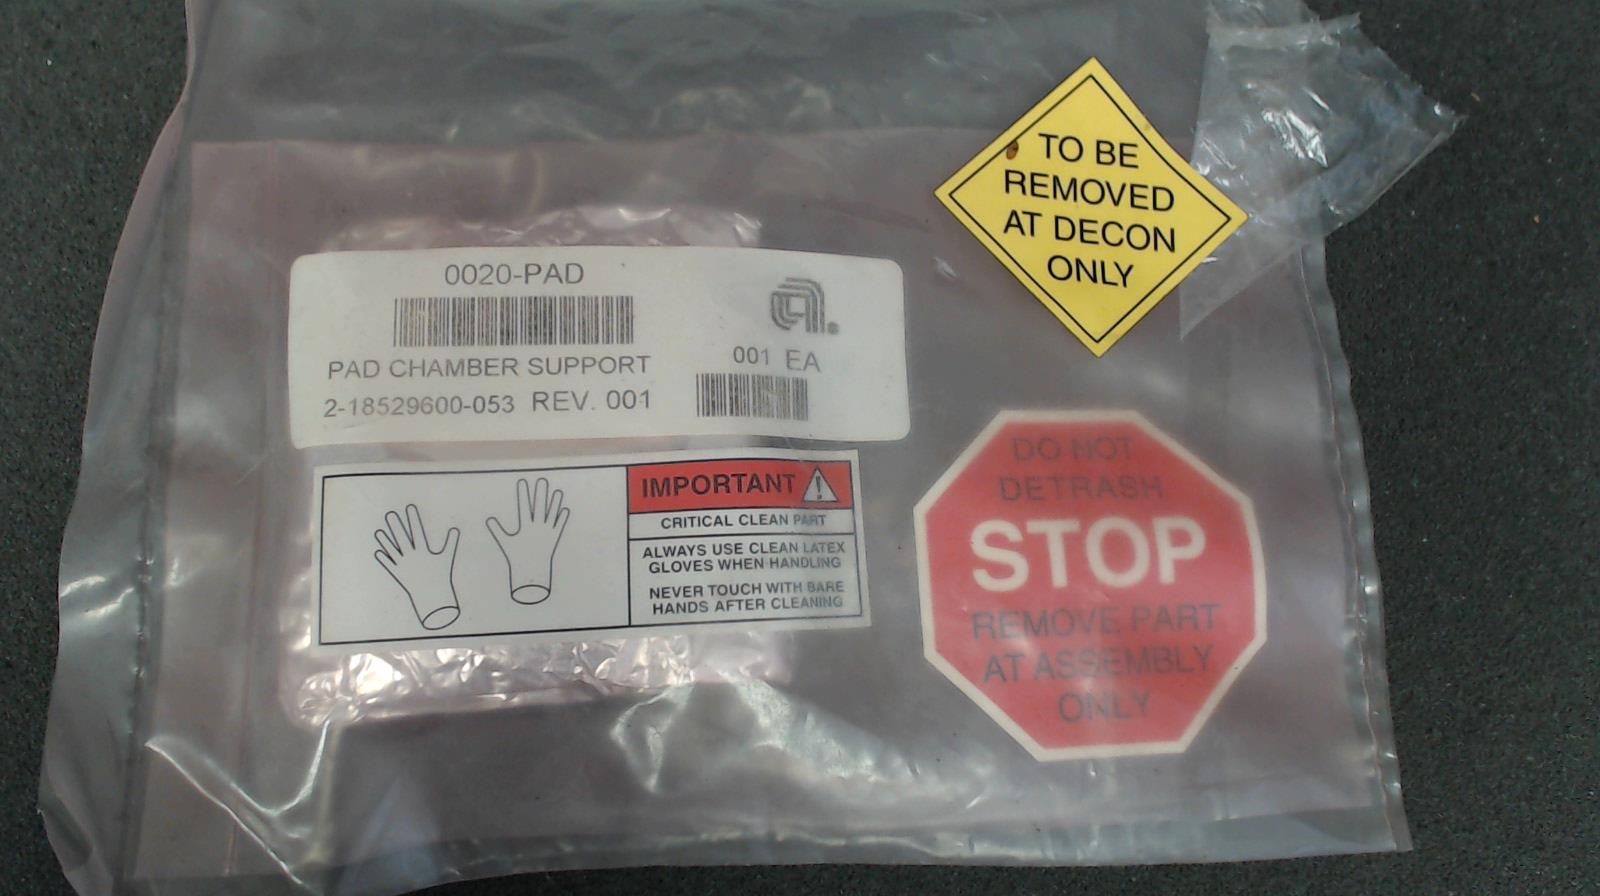 0020-PAD
PAD CHAMBER SUPPORT
2-18529600-053 REV. 001
001 EA
TO BE
REMOVED
AT DECON
ONLY
IMPORTANT
CRITICAL CLEAN PART
ALWAYS USE CLEAN LATEX
GLOVES WHEN HANDLING
NEVER TOUCH WITH BARE
HANDS AFTER CLEANING
DO NOT
DETRASH
STOP
REMOVE PART
AT ASSEMBLY
ONLY